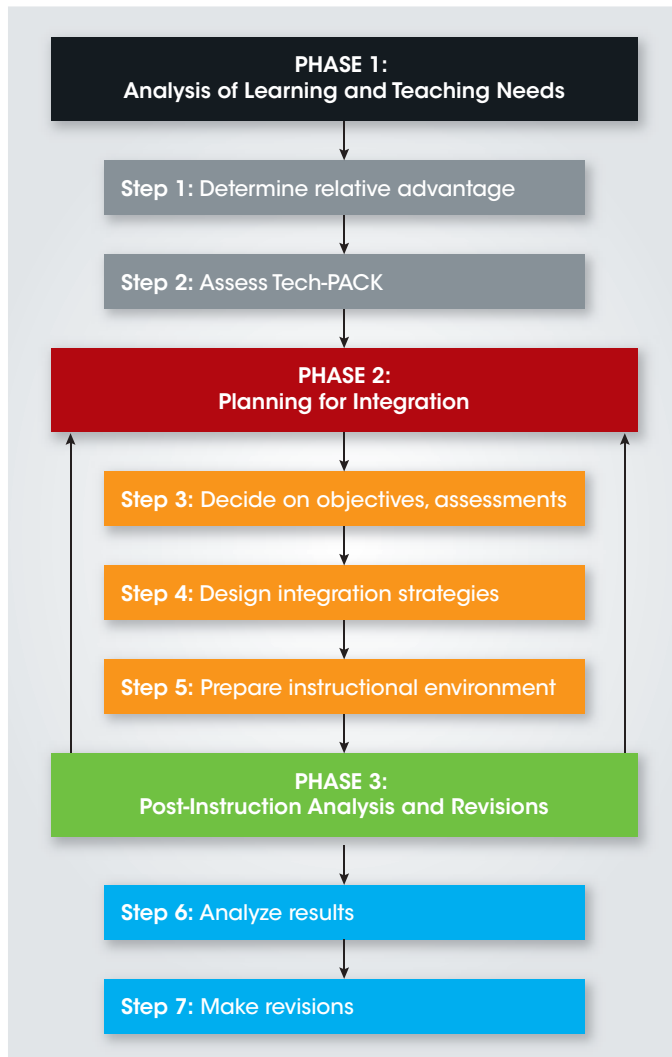 PHASE 1:
Analysis of Learning and Teaching Needs
Step 1: Determine relative advantage
Step 2: Assess Tech-PACK
PHASE 2:
Planning for Integration
Step 3: Decide on objectives, assessments
Step 4: Design integration strategies
Step 5: Prepare instructional environment
PHASE 3:
Post-Instruction Analysis and Revisions
Step 6: Analyze results
Step 7: Make revisions